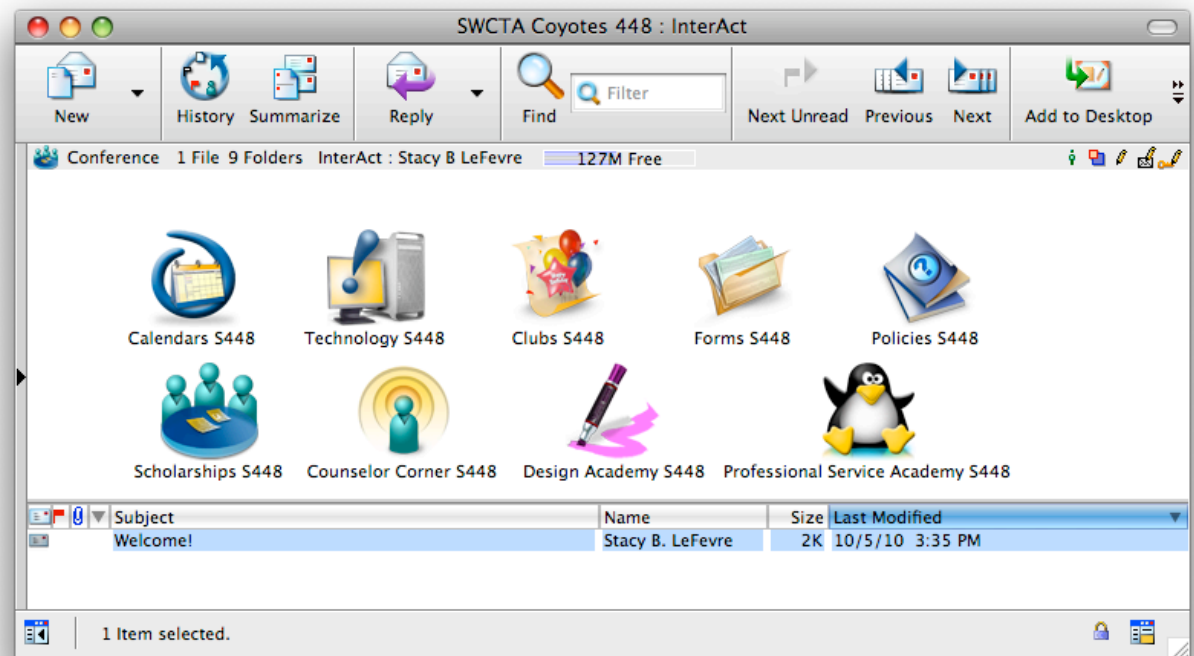 SWCTA Coyotes 448 : InterAct
New History Summarize Reply Find Filter Next Unread Previous Next Add to Desktop
Conference 1 File 9 Folders InterAct : Stacy B LeFevre 127M Free
Calendars S448 Technology S448 Clubs S448 Forms S448 Policies S448
Scholarships S448 Counselor Corner S448 Design Academy S448 Professional Service Academy S448
Subject Name Size Last Modified
Welcome! Stacy B. LeFevre 2K 10/5/10 3:35 PM
1 Item selected.